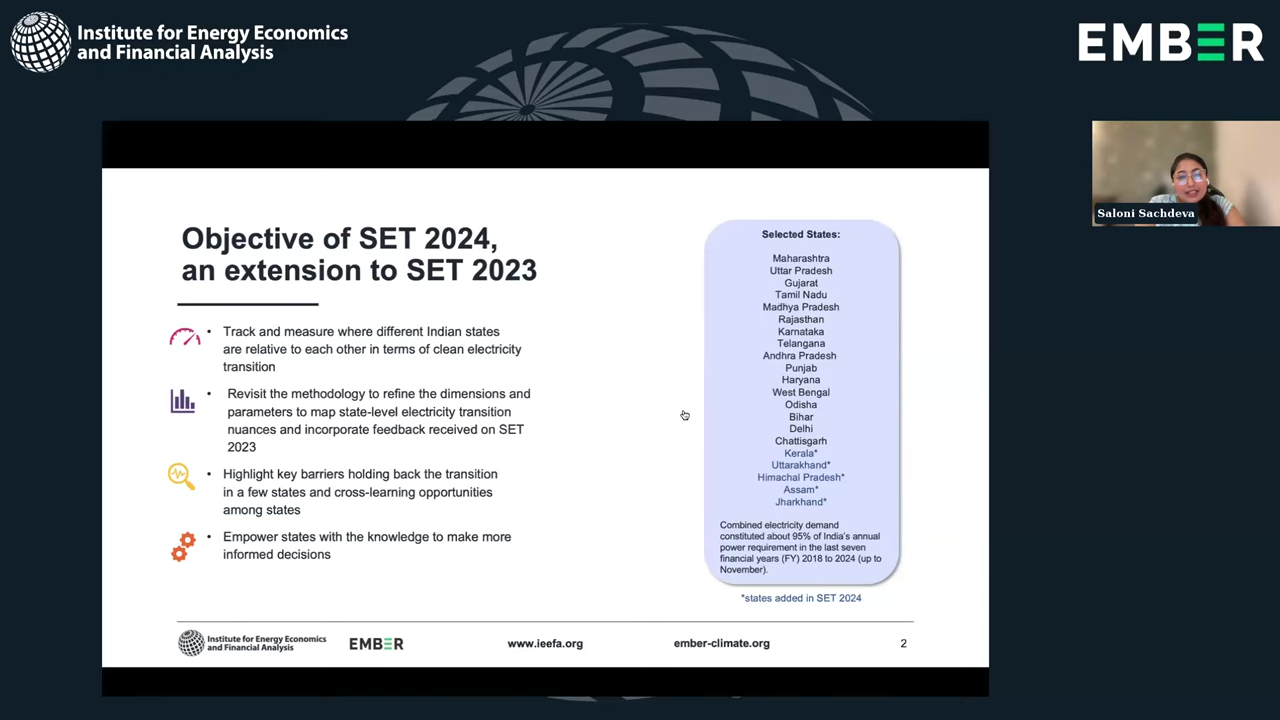 Institute for Energy Economics
and Financial Analysis
EMBER
Saloni Sachdeva
Objective of SET 2024,
an extension to SET 2023
• Track and measure where different Indian states
are relative to each other in terms of clean electricity
transition
• Revisit the methodology to refine the dimensions and
parameters to map state-level electricity transition
nuances and incorporate feedback received on SET
2023
• Highlight key barriers holding back the transition
in a few states and cross-learning opportunities
among states
• Empower states with the knowledge to make more
informed decisions
Selected States:
Maharashtra
Uttar Pradesh
Gujarat
Tamil Nadu
Madhya Pradesh
Rajasthan
Karnataka
Telangana
Andhra Pradesh
Punjab
Haryana
West Bengal
Odisha
Bihar
Delhi
Chattisgarh
Kerala*
Uttarakhand*
Himachal Pradesh*
Assam*
Jharkhand*
Combined electricity demand
constituted about 95% of India's annual
power requirement in the last seven
financial years (FY) 2018 to 2024 (up to
November).
*states added in SET 2024
Institute for Energy Economics
and Financial Analysis
EMBER
www.ieefa.org
ember-climate.org
2